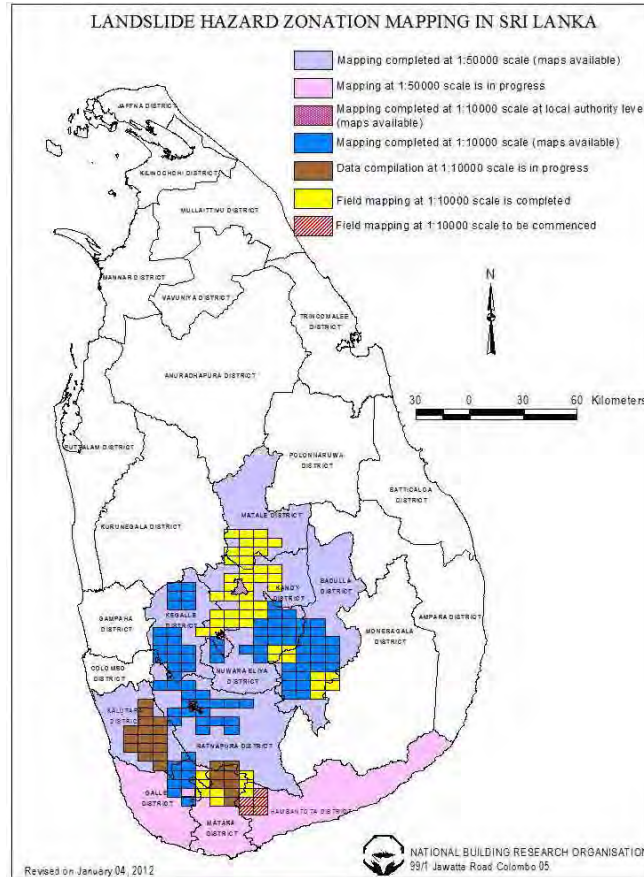 LANDSLIDE HAZARD ZONATION MAPPING IN SRI LANKA
Mapping completed at 1:50000 scale (maps available)
Mapping at 1:50000 scale is in progress
Mapping completed at 1:10000 scale at local authority leve
(maps available)
Mapping completed at 1:10000 scale (maps available)
Data compilation at 1:10000 scale is in progress
Field mapping at 1:10000 scale is completed
Field mapping at 1:10000 scale to be commenced
JAFFNA DISTRICT
KILINOCHCHI DISTRICT
MULLAITIVU DISTRICT
N
MANNAR DISTRICT
VAVUNIYA DISTRICT
TRINCOMALEE
DISTRICT
ANURADHAPURA DISTRICT
30 0 30 60 Kilometers
PUTTALAM DISTRICT
POLONNARUWA
DISTRICT
BATTICALOA
DISTRICT
MATALE DISTRICT
KURUNEGALA DISTRICT
KANDY
DISTRICT
BADULLA
DISTRICT
GAMPAHA
DISTRICT
KEGALLE
DISTRICT
AMPARA DISTRICT
MONERAGALA
DISTRICT
COLOMBO
DISTRICT
NUWARA ELIYA
DISTRICT
KALUTARA
DISTRICT
RATNAPURA DISTRICT
GALLE
DISTRICT
HAMBANTOTA DISTRICT
MATARA
DISTRICT
NATIONAL BUILDING RESEARCH ORGANISATION
99/1 Jawatte Road Colombo 05
Revised on January 04, 2012